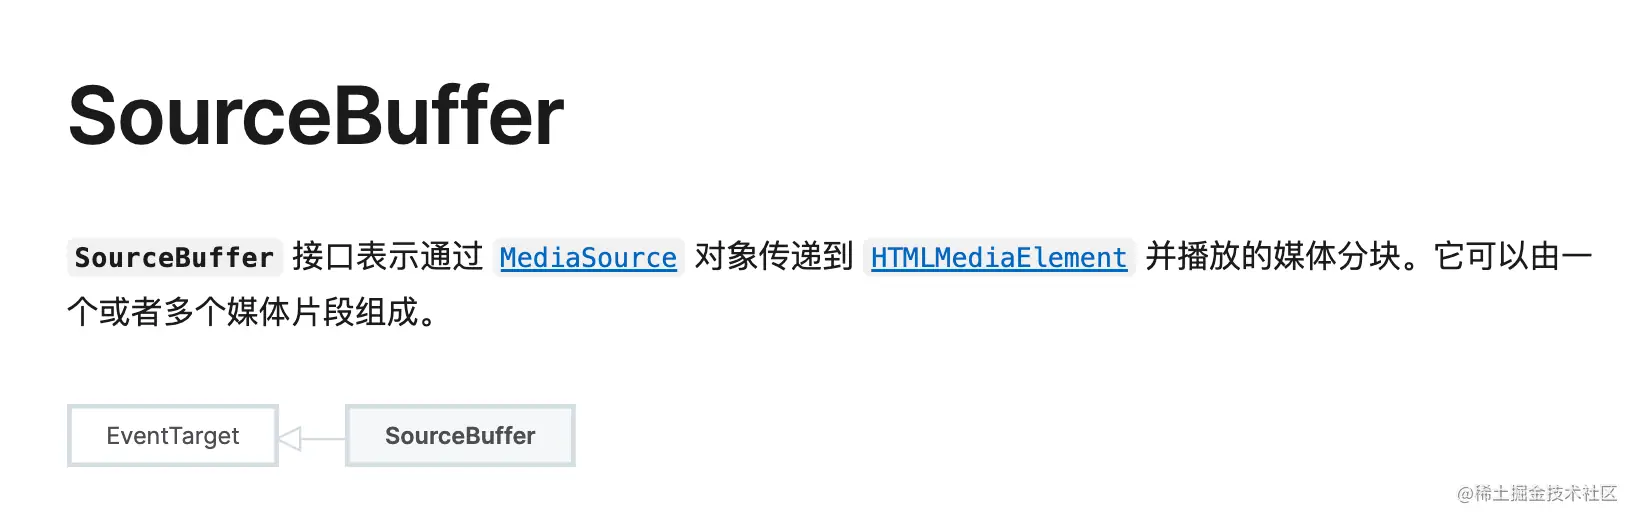 SourceBuffer
SourceBuffer 接口表示通过 MediaSource 对象传递到 HTMLMediaElement 并播放的媒体分块。它可以由一
个或者多个媒体片段组成。
EventTarget SourceBuffer
@稀土掘金技术社区